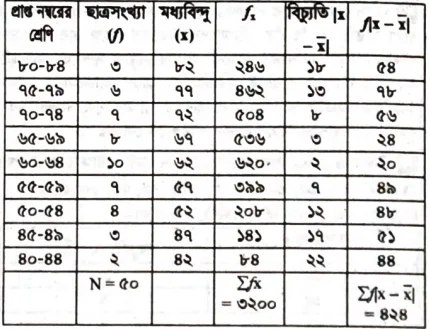 প্রাপ্ত নম্বরের শ্রেণি ছাত্রসংখ্যা (f) মধ্যবিন্দু (x) fx বিচ্যুতি |x – x̄| f|x – x̄|
৮০-৮৪ ৩ ৮২ ২৪৬ ১৮ ৫৪
৭৫-৭৯ ৬ ৭৭ ৪৬২ ১৩ ৭৮
৭০-৭৪ ৭ ৭২ ৫০৪ ৮ ৫৬
৬৫-৬৯ ৮ ৬৭ ৫৩৬ ৩ ২৪
৬০-৬৪ ১০ ৬২ ৬২০ ২ ২০
৫৫-৫৯ ৭ ৫৭ ৩৯৯ ৭ ৪৯
৫০-৫৪ ৪ ৫২ ২০৮ ১২ ৪৮
৪৫-৪৯ ৩ ৪৭ ১৪১ ১৭ ৫১
৪০-৪৪ ২ ৪২ ৮৪ ২২ ৪৪
N = ৫০ ∑fx = ৩২০০ ∑f|x – x̄| = ৪২৪